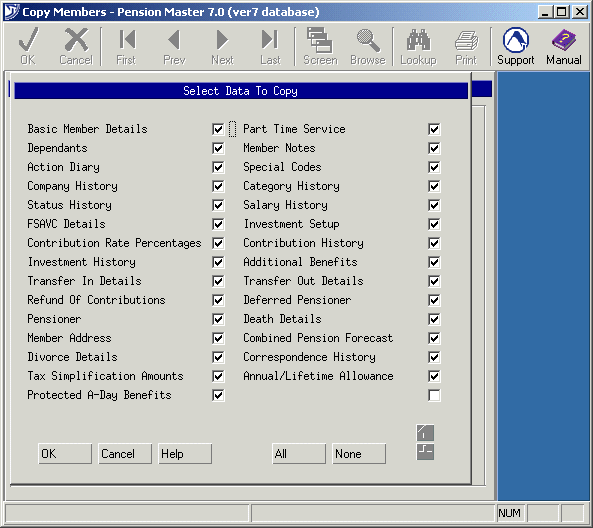 Copy Members - Pension Master 7.0 (ver7 database)
OK Cancel First Prev Next Last Screen Browse Lookup Print Support Manual
Select Data To Copy
Basic Member Details Part Time Service
Dependants Member Notes
Action Diary Special Codes
Company History Category History
Status History Salary History
FSAVC Details Investment Setup
Contribution Rate Percentages Contribution History
Investment History Additional Benefits
Transfer In Details Transfer Out Details
Refund Of Contributions Deferred Pensioner
Pensioner Death Details
Member Address Combined Pension Forecast
Divorce Details Correspondence History
Tax Simplification Amounts Annual/Lifetime Allowance
Protected A-Day Benefits
OK Cancel Help All None
NUM